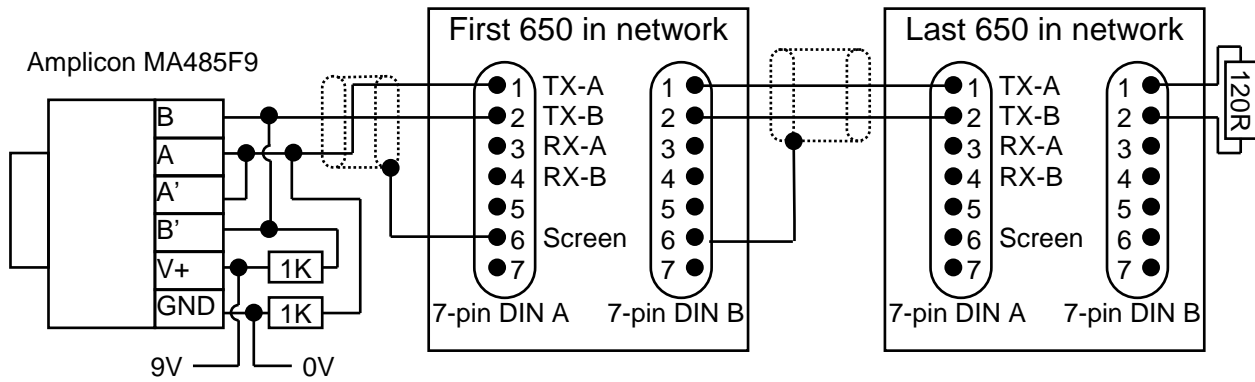 Amplicon MA485F9
B
A
A’
B’
V+
GND
1K
1K
9V
0V
First 650 in network
1 TX-A
2 TX-B
3 RX-A
4 RX-B
5
6 Screen
7
7-pin DIN A
1
2
3
4
5
6
7
7-pin DIN B
Last 650 in network
1 TX-A
2 TX-B
3 RX-A
4 RX-B
5
6 Screen
7
7-pin DIN A
1
2
3
4
5
6
7
7-pin DIN B
120R